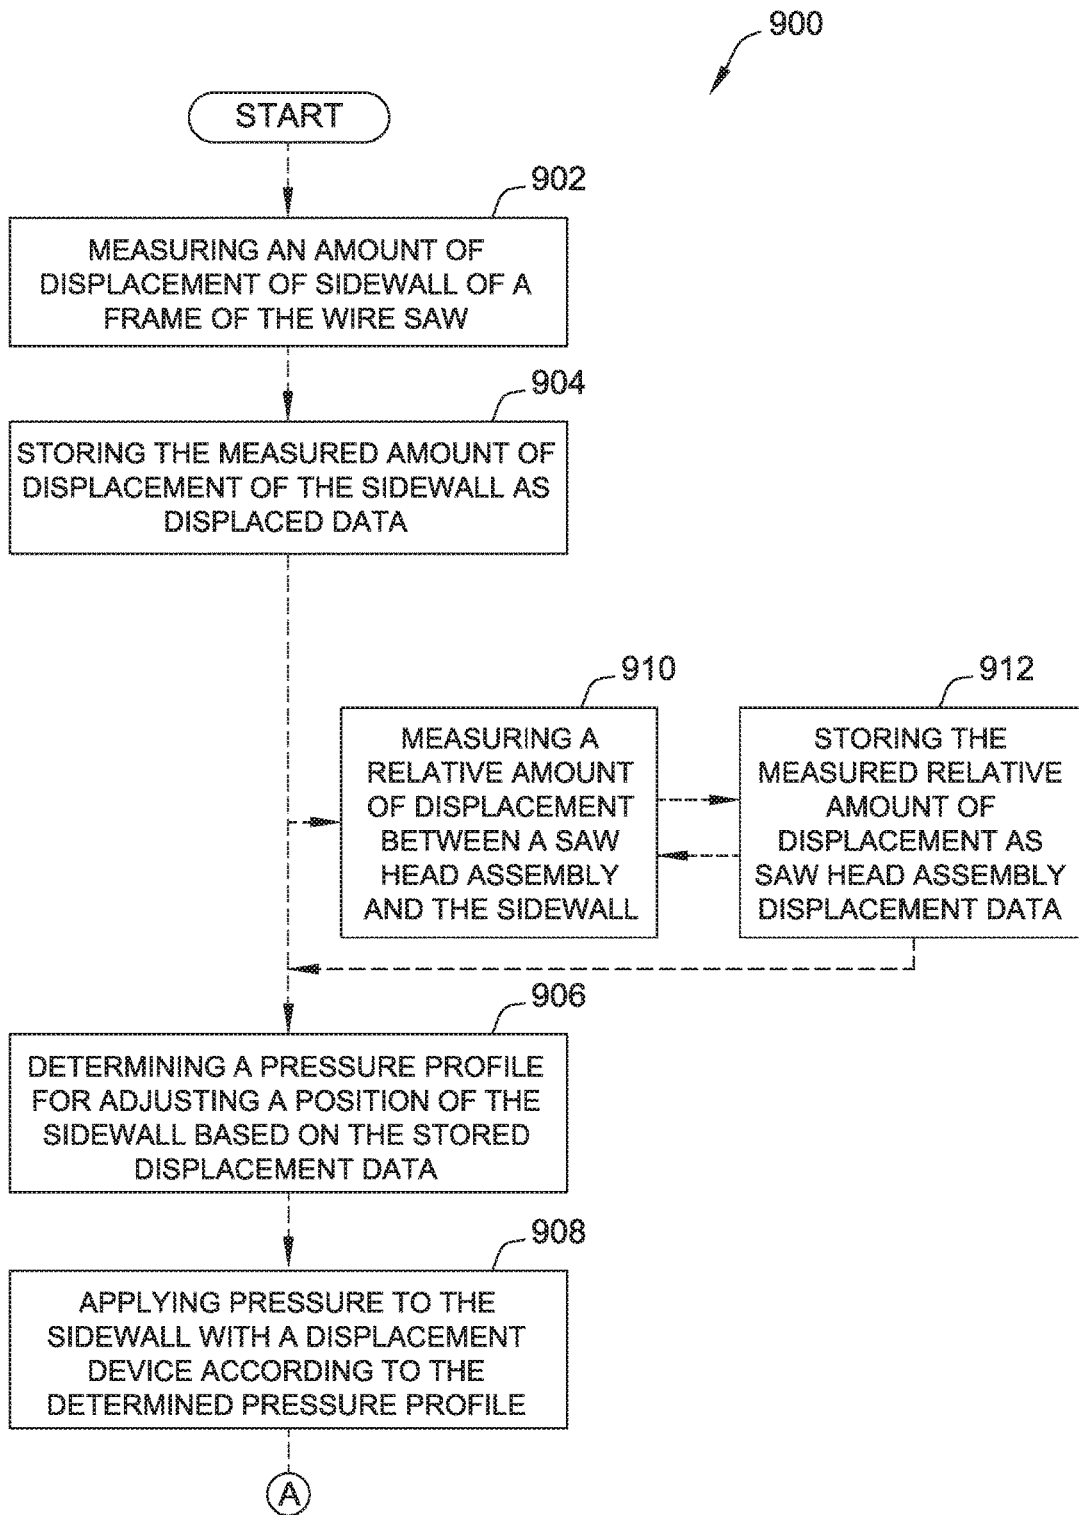 900
START
902
MEASURING AN AMOUNT OF
DISPLACEMENT OF SIDEWALL OF A
FRAME OF THE WIRE SAW
904
STORING THE MEASURED AMOUNT OF
DISPLACEMENT OF THE SIDEWALL AS
DISPLACED DATA
910
MEASURING A
RELATIVE AMOUNT
OF DISPLACEMENT
BETWEEN A SAW
HEAD ASSEMBLY
AND THE SIDEWALL
912
STORING THE
MEASURED RELATIVE
AMOUNT OF
DISPLACEMENT AS
SAW HEAD ASSEMBLY
DISPLACEMENT DATA
906
DETERMINING A PRESSURE PROFILE
FOR ADJUSTING A POSITION OF THE
SIDEWALL BASED ON THE STORED
DISPLACEMENT DATA
908
APPLYING PRESSURE TO THE
SIDEWALL WITH A DISPLACEMENT
DEVICE ACCORDING TO THE
DETERMINED PRESSURE PROFILE
A